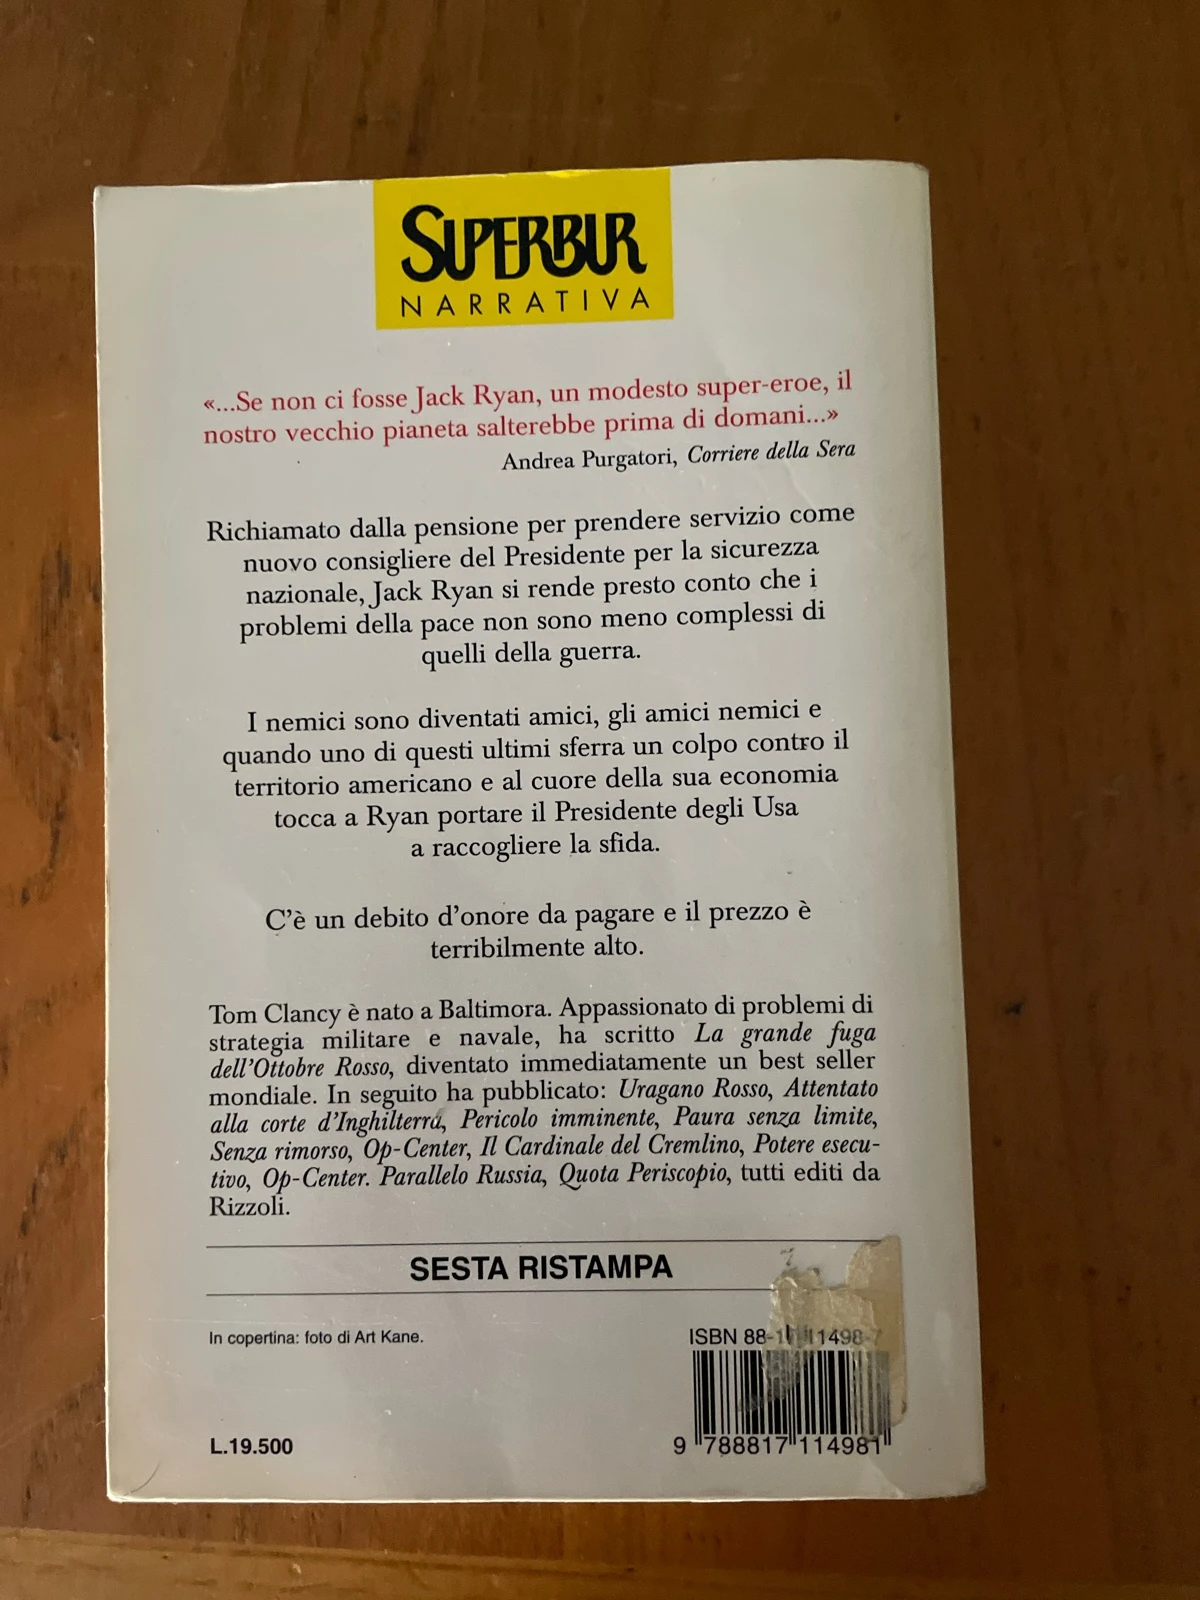 SUPERBUR
NARRATIVA
«...Se non ci fosse Jack Ryan, un modesto super-eroe, il
nostro vecchio pianeta salterebbe prima di domani...»
Andrea Purgatori, Corriere della Sera
Richiamato dalla pensione per prendere servizio come
nuovo consigliere del Presidente per la sicurezza
nazionale, Jack Ryan si rende presto conto che i
problemi della pace non sono meno complessi di
quelli della guerra.
I nemici sono diventati amici, gli amici nemici e
quando uno di questi ultimi sferra un colpo contro il
territorio americano e al cuore della sua economia
tocca a Ryan portare il Presidente degli Usa
a raccogliere la sfida.
C'è un debito d'onore da pagare e il prezzo è
terribilmente alto.
Tom Clancy è nato a Baltimora. Appassionato di problemi di
strategia militare e navale, ha scritto La grande fuga
dell'Ottobre Rosso, diventato immediatamente un best seller
mondiale. In seguito ha pubblicato: Uragano Rosso, Attentato
alla corte d'Inghilterra, Pericolo imminente, Paura senza limite,
Senza rimorso, Op-Center, Il Cardinale del Cremlino, Potere esecu-
tivo, Op-Center. Parallelo Russia, Quota Periscopio, tutti editi da
Rizzoli.
SESTA RISTAMPA
In copertina: foto di Art Kane.
ISBN 88-
L.19.500
9 788817 114981